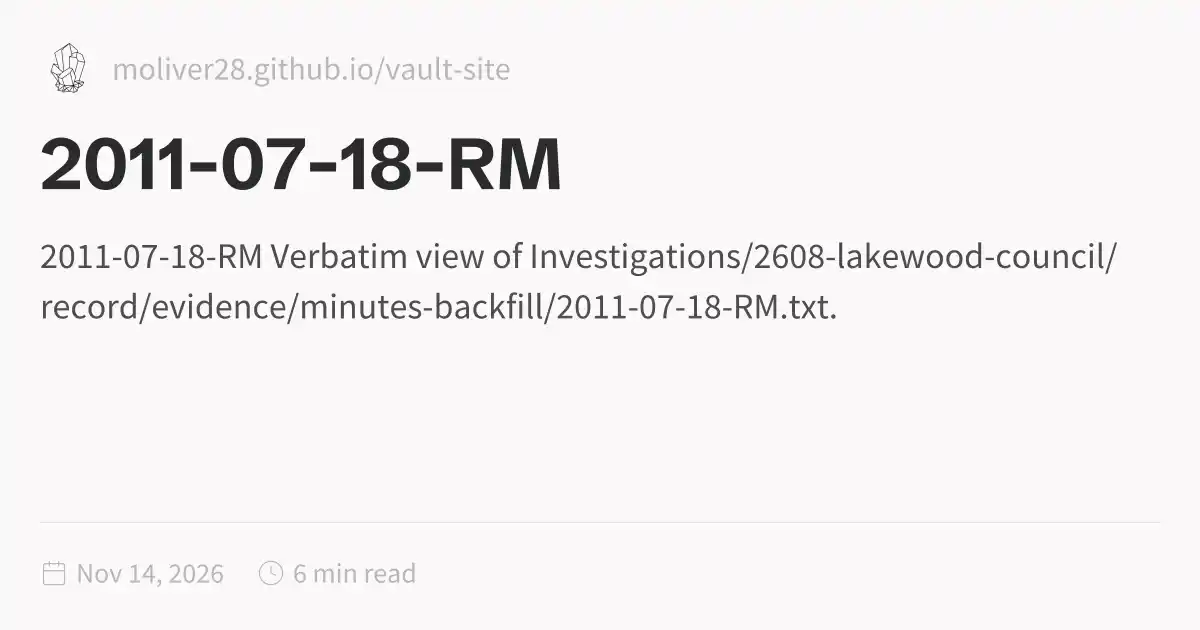 moliver28.github.io/vault-site
2011-07-18-RM
2011-07-18-RM Verbatim view of Investigations/2608-lakewood-council/
record/evidence/minutes-backfill/2011-07-18-RM.txt.
Nov 14, 2026 6 min read